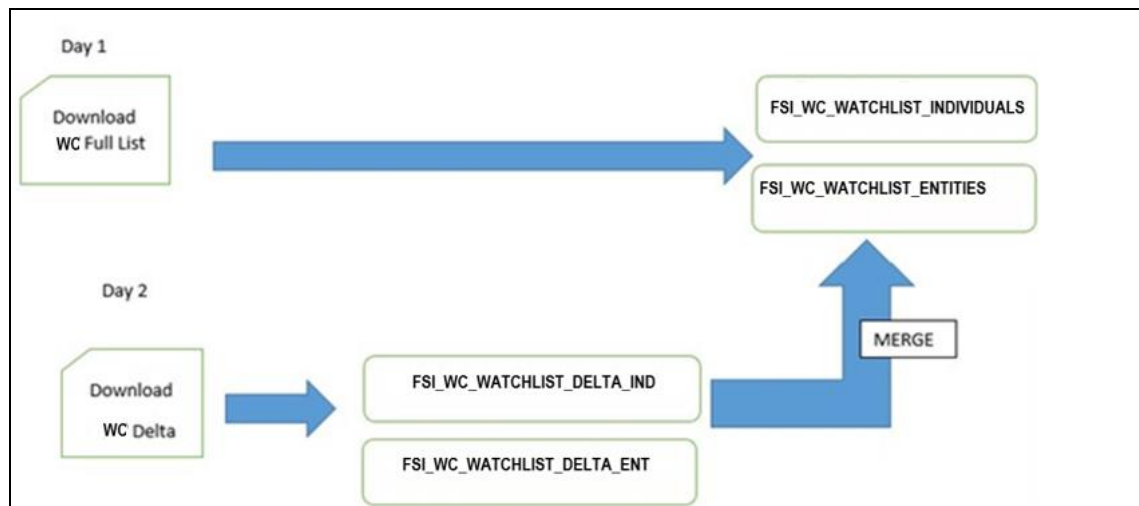 Day 1
Download
WC Full List
FSI_WC_WATCHLIST_INDIVIDUALS
FSI_WC_WATCHLIST_ENTITIES
Day 2
Download
WC Delta
FSI_WC_WATCHLIST_DELTA_IND
FSI_WC_WATCHLIST_DELTA_ENT
MERGE